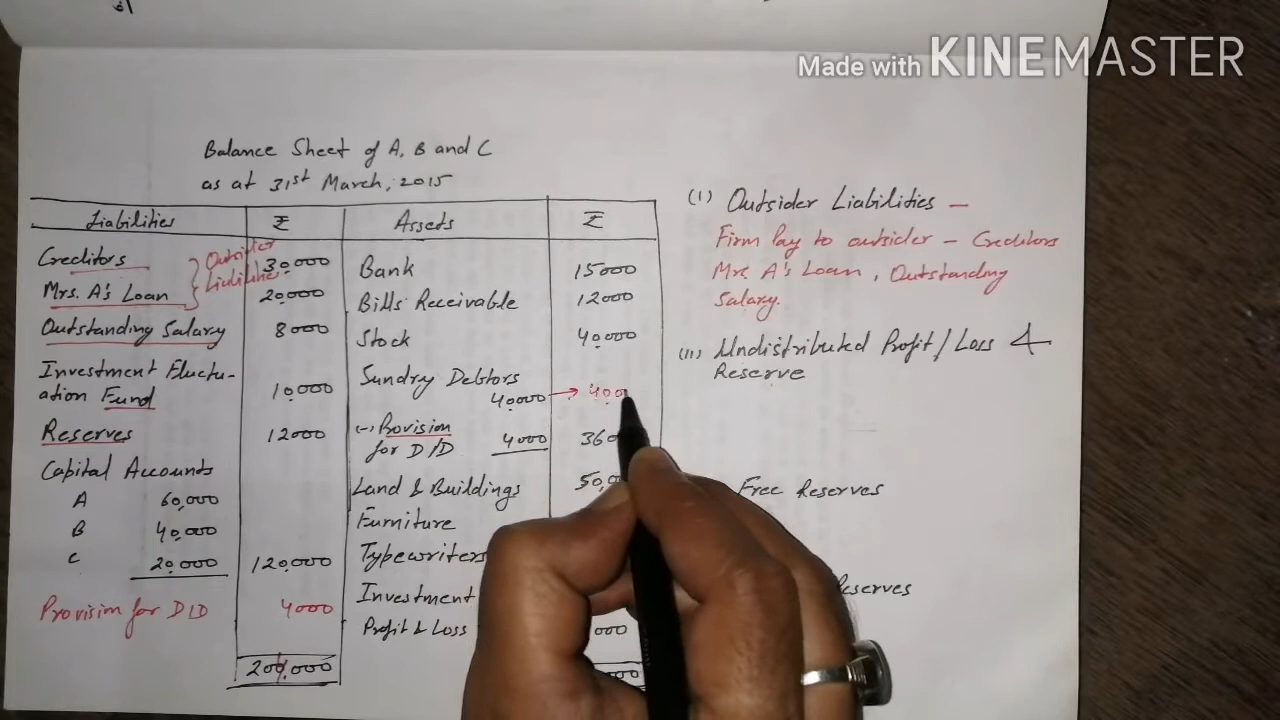 Made with KINEMASTER
Balance Sheet of A, B and C
as at 31st March, 2015
Liabilities ₹ Assets ₹
Creditors 30,000
Mrs. A's Loan 20,000
Outsider
Liabilities
Outstanding Salary 8000
Investment Fluctu-
ation Fund 10,000
Reserves 12000
Capital Accounts
A 60,000
B 40,000
C 20,000 120,000
Provision for D/D 4000
Bank 15000
Bills Receivable 12000
Stock 40,000
Sundry Debtors
40,000
(-) Provision
for D/D 4000
Land & Buildings
Furniture
Typewriters
Investment
Profit & Loss
(I) Outsider Liabilities -
Firm Pay to outsider - Creditors
Mrs. A's Loan, Outstanding
Salary.
(II) Undistributed Profit/Loss &
Reserve
Free Reserves
Reserves